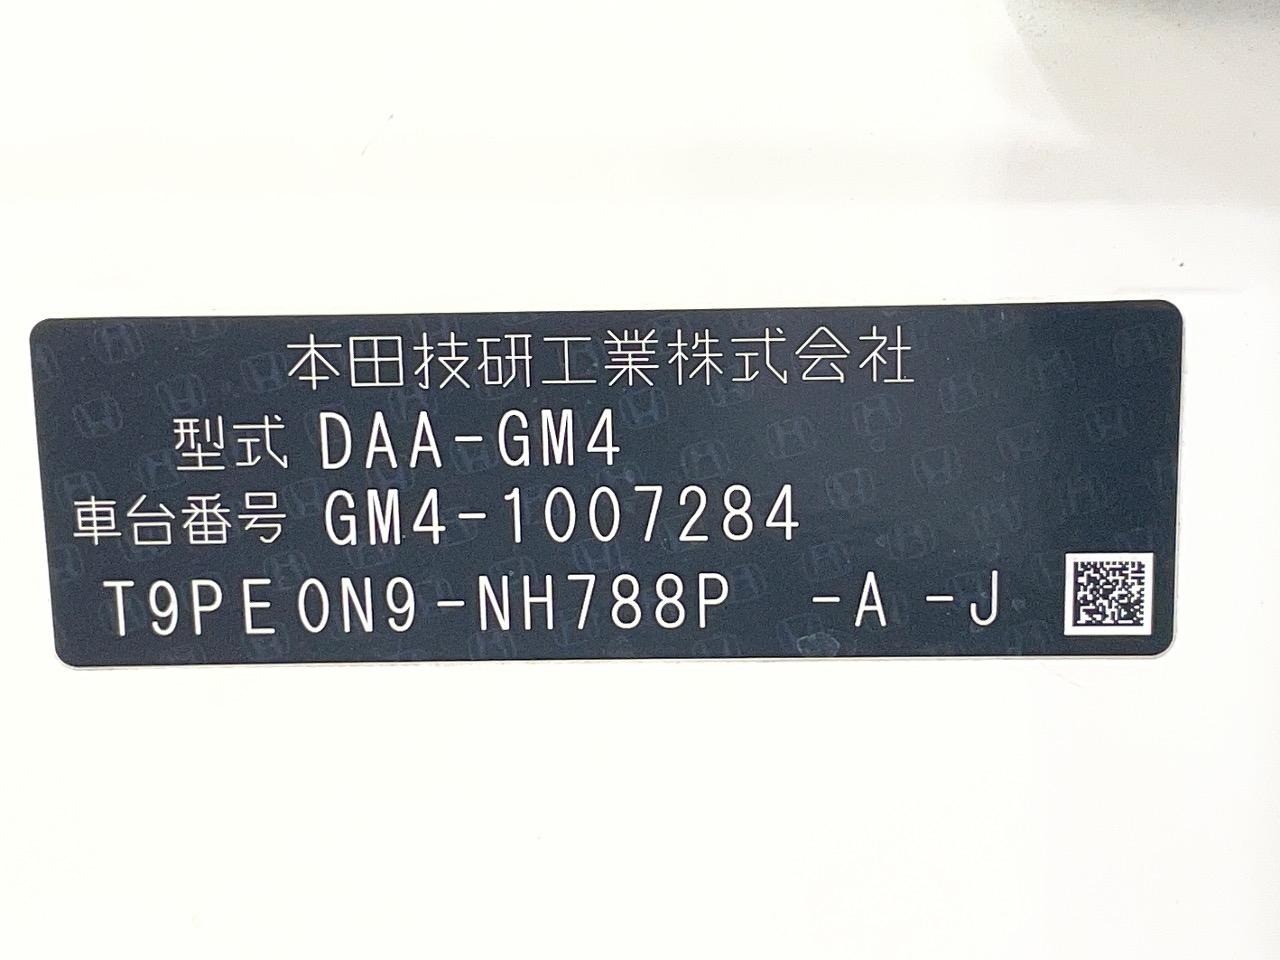 本田技研工業株式会社
型式 DAA-GM4
車台番号 GM4-1007284
T9PE0N9-NH788P -A -J